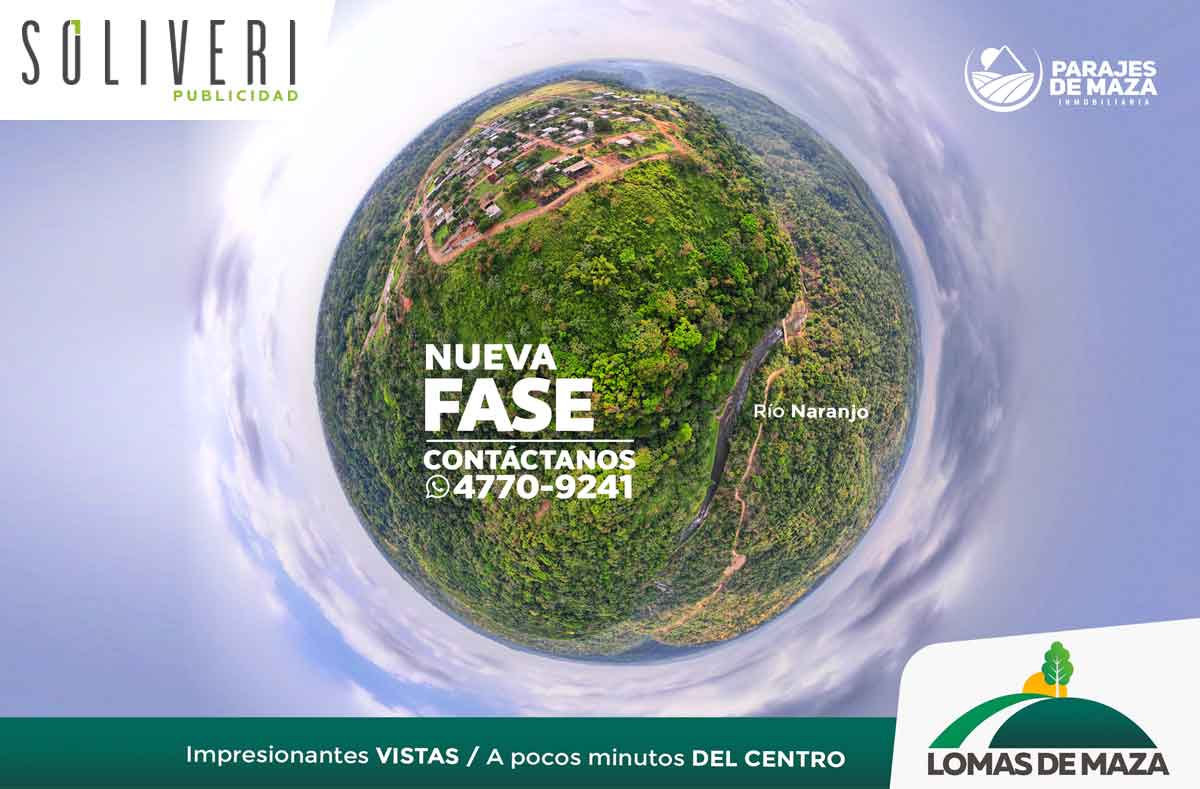 SOLIVERI
PUBLICIDAD
PARAJES
DE MAZA
INMOBILIARIA
NUEVA
FASE
CONTÁCTANOS
4770-9241
Río Naranjo
Impresionantes VISTAS / A pocos minutos DEL CENTRO
LOMAS DE MAZA